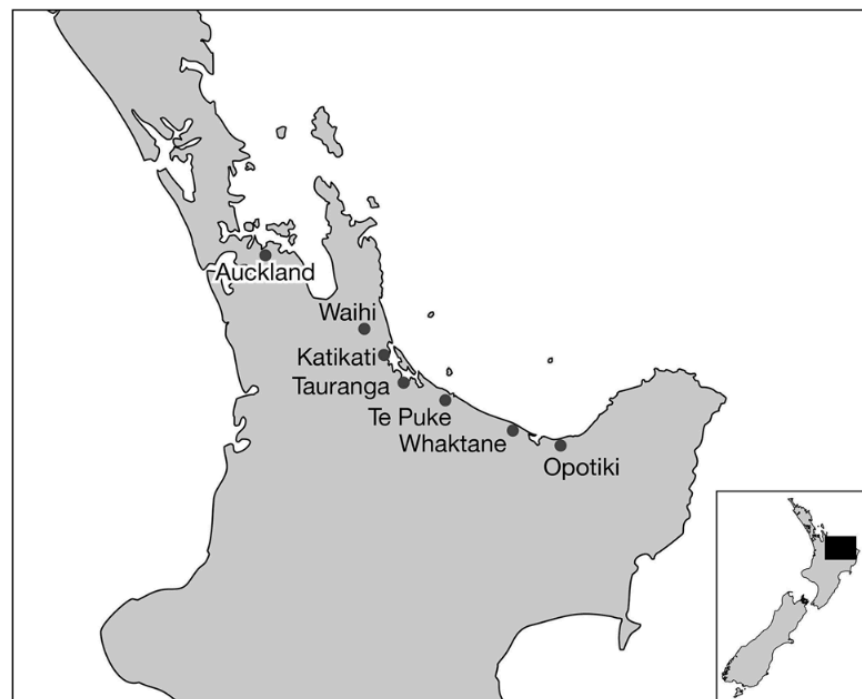 Auckland
Waihi
Katikati
Tauranga
Te Puke
Whaktane
Opotiki